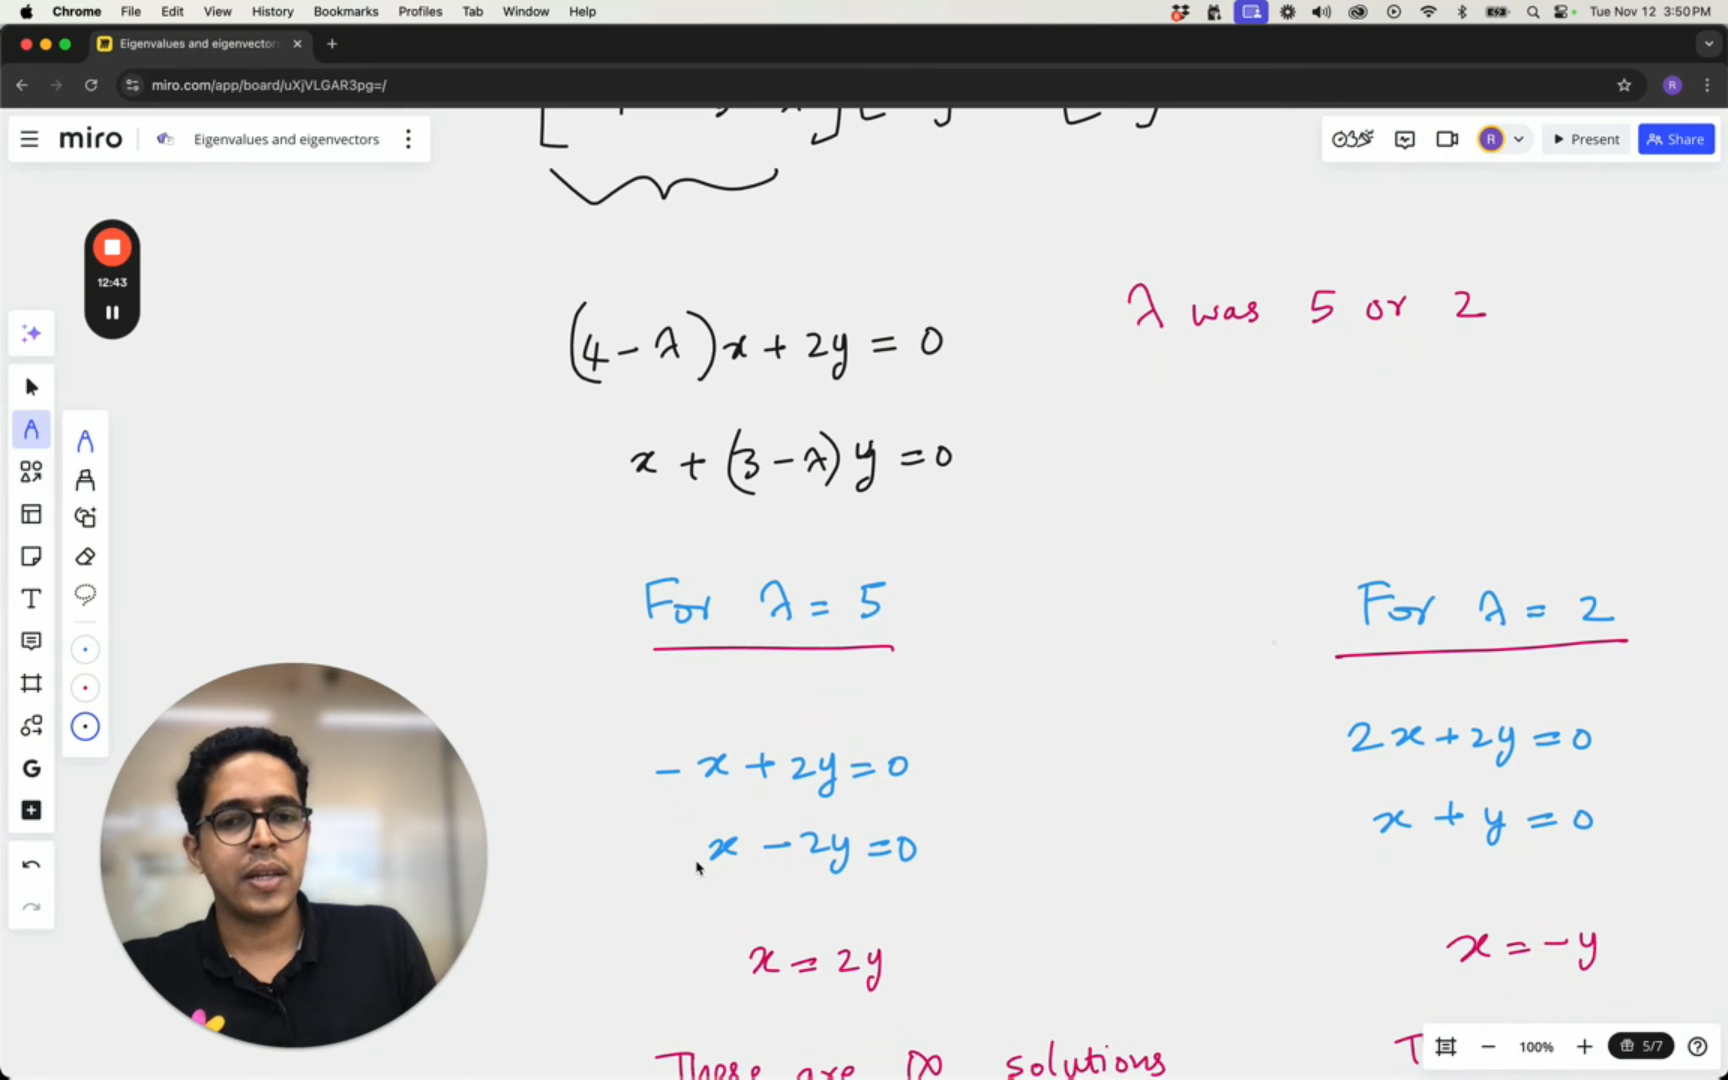 Chrome File Edit View History Bookmarks Profiles Tab Window Help Tue Nov 12 3:50 PM
Eigenvalues and eigenvector
miro.com/app/board/uXjVLGAR3pg=/ R
miro Eigenvalues and eigenvectors R Present Share
12:43
λ was 5 or 2
(4 - λ)x + 2y = 0
x + (3 - λ)y = 0
For λ = 5
For λ = 2
- x + 2y = 0
2x + 2y = 0
x - 2y = 0
x + y = 0
x = 2y
x = -y
There are ∞ solutions
100% 5/7